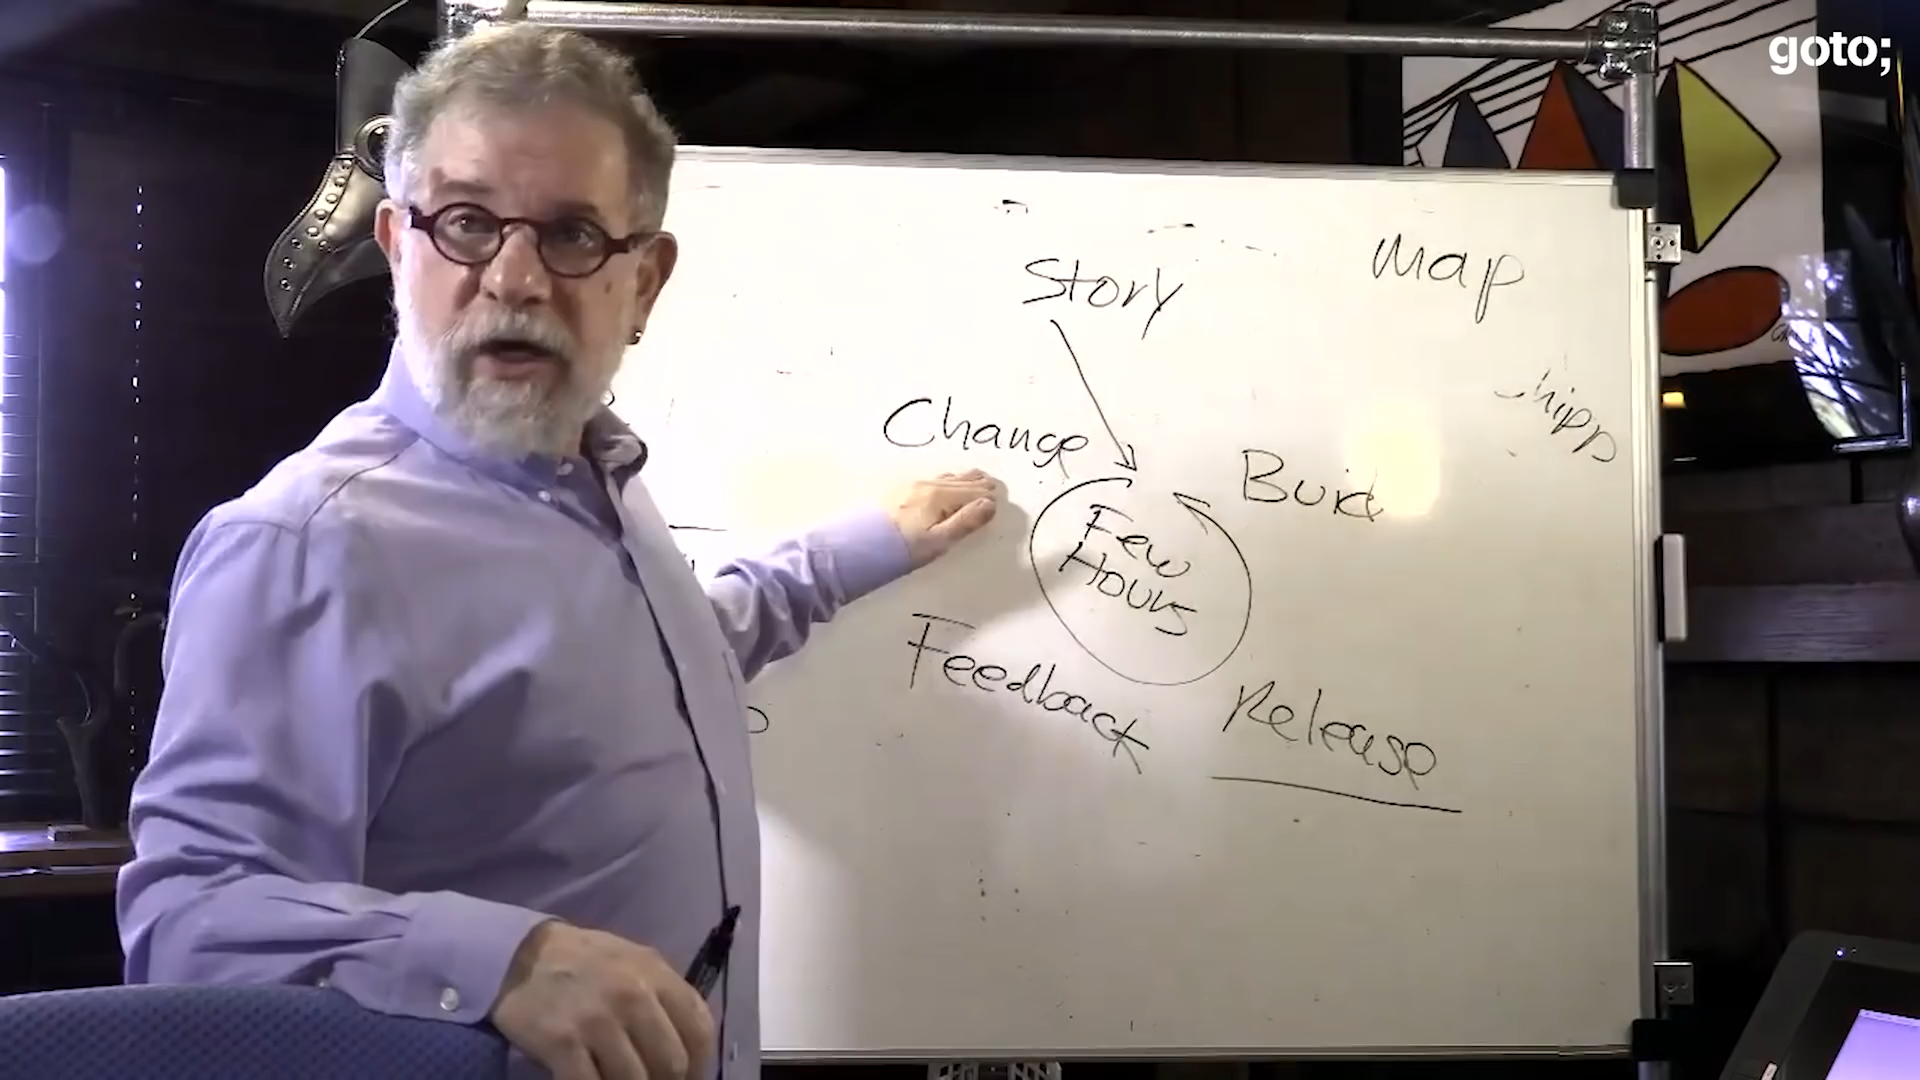 goto;
Map
Story
Change
Build
Few
Hours
Feedback
Release